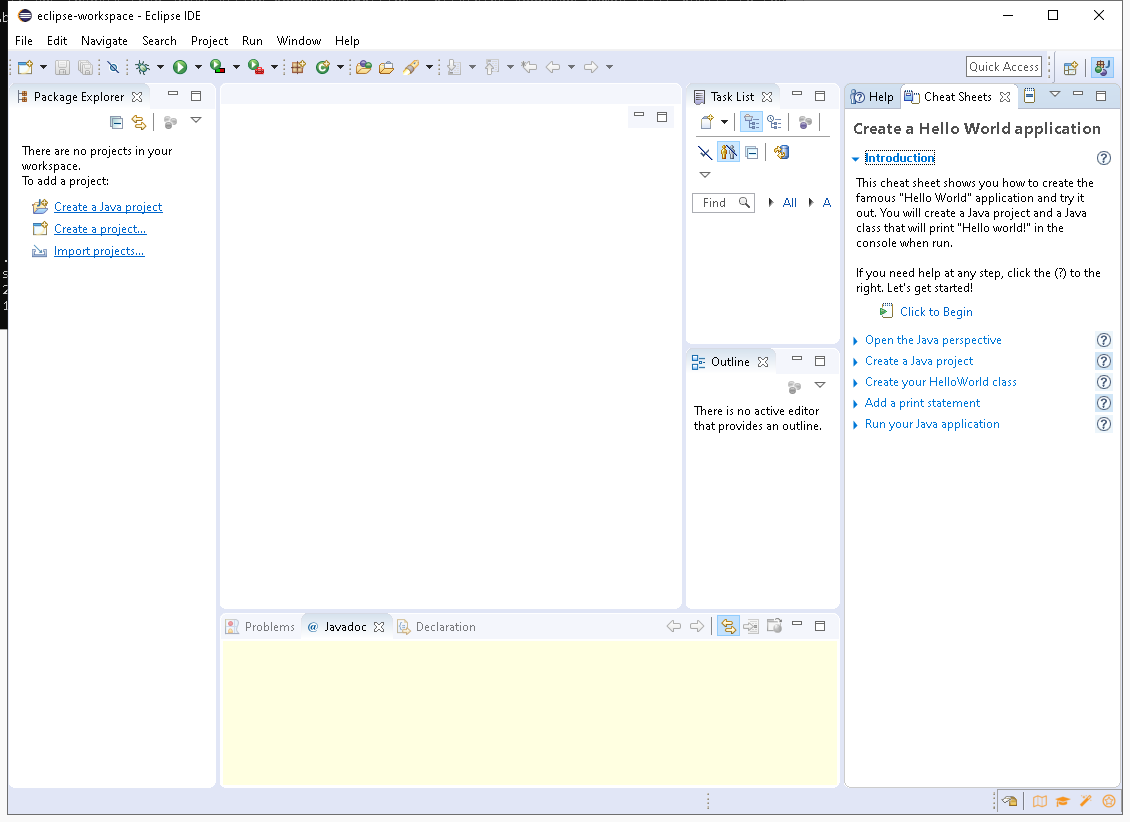 eclipse-workspace - Eclipse IDE
File Edit Navigate Search Project Run Window Help
Quick Access
Package Explorer
There are no projects in your
workspace.
To add a project:
Create a Java project
Create a project...
Import projects...
Task List
Find
All
A
Outline
There is no active editor
that provides an outline.
Help
Cheat Sheets
Create a Hello World application
Introduction
This cheat sheet shows you how to create the
famous "Hello World" application and try it
out. You will create a Java project and a Java
class that will print "Hello world!" in the
console when run.
If you need help at any step, click the (?) to the
right. Let's get started!
Click to Begin
Open the Java perspective
Create a Java project
Create your HelloWorld class
Add a print statement
Run your Java application
Problems
@ Javadoc
Declaration